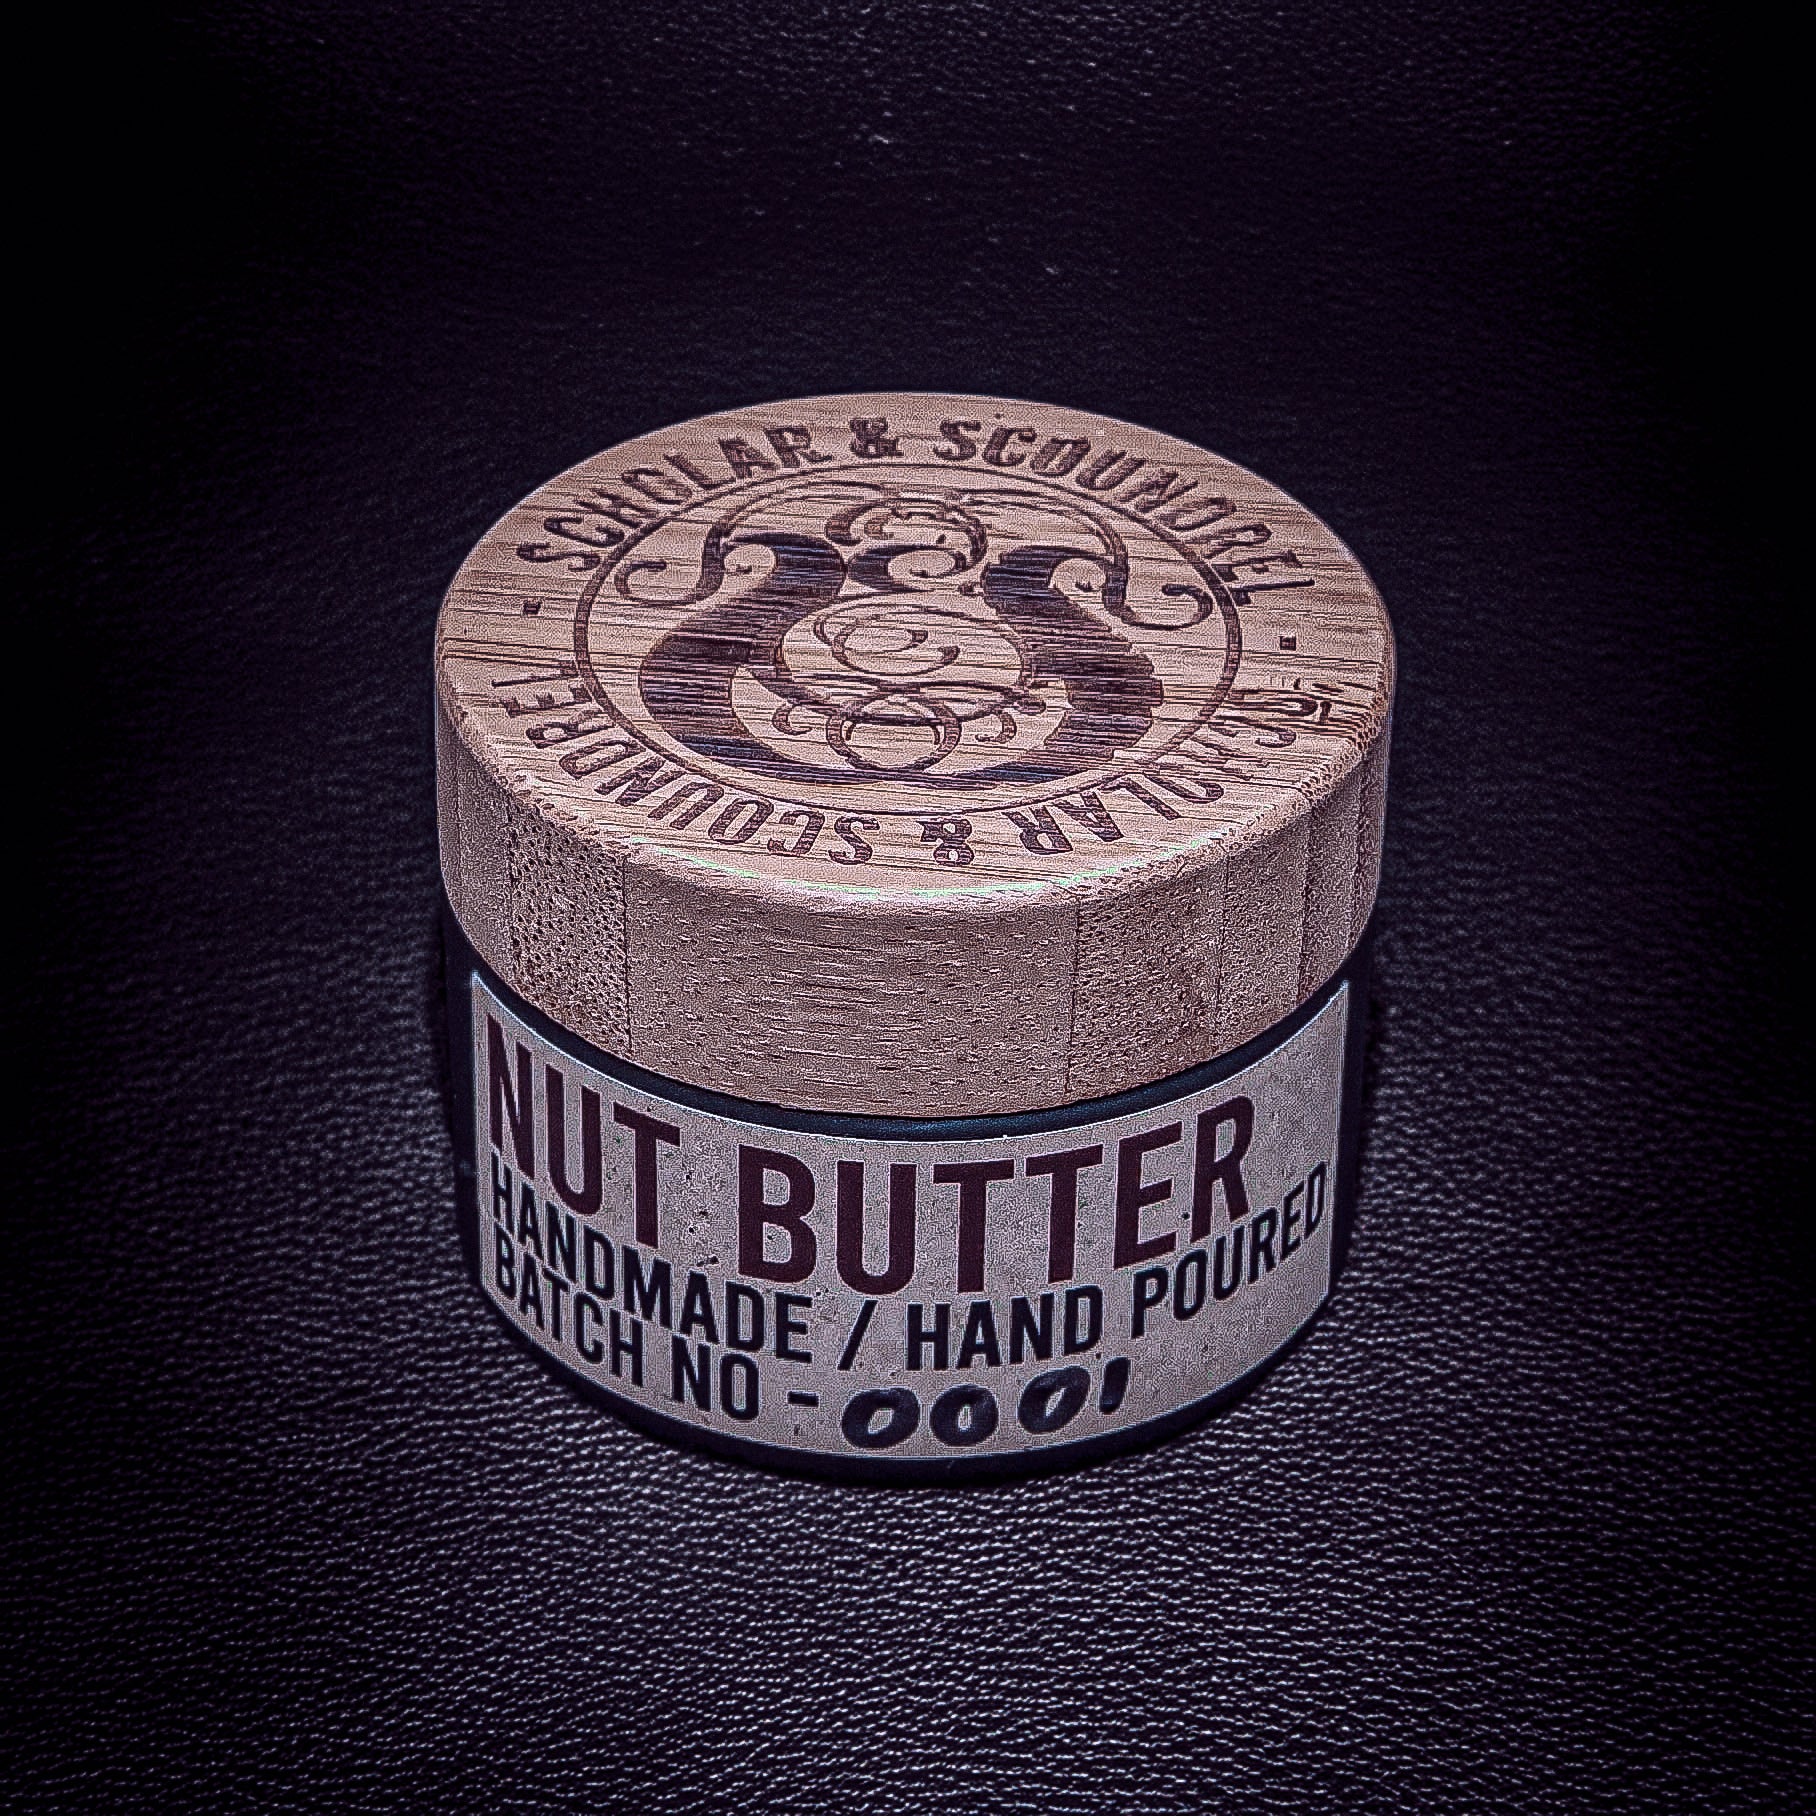 SCHOLAR & SCOUNDREL
SCHOLAR & SCOUNDREL
NUT BUTTER
HANDMADE / HAND POURED
BATCH NO - 0001